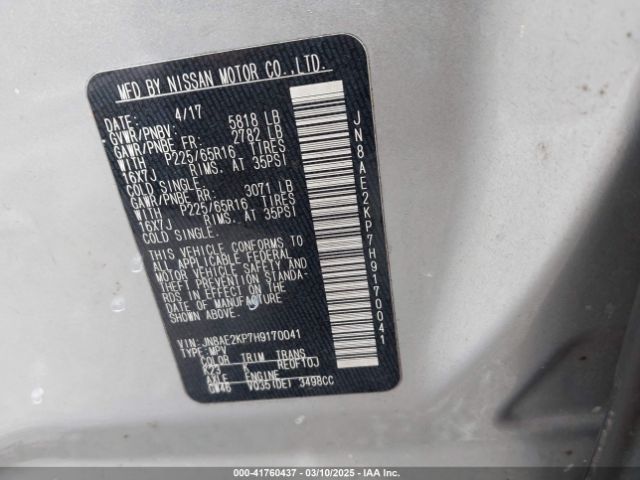 MFD BY NISSAN MOTOR CO.,LTD.
DATE: 4/17
GVWR/PNBV: 5818 LB
GAWR/PNBE FR: 2782 LB
WITH P225/65R16 TIRES
16X7J RIMS. AT 35PSI
COLD SINGLE.
GAWR/PNBE RR: 3071 LB
WITH P225/65R16 TIRES
16X7J RIMS. AT 35PSI
COLD SINGLE.
THIS VEHICLE CONFORMS TO
ALL APPLICABLE FEDERAL
MOTOR VEHICLE SAFETY AND
THEFT PREVENTION STANDA-
RDS IN EFFECT ON THE
DATE OF MANUFACTURE
SHOWN ABOVE.
VIN: JN8AE2KP7H9170041
TYPE: MPV
COLOR TRIM TRANS
K23 K RE0F10J
AXLE ENGINE
VQ35(DE) 3498CC
JN8AE2KP7H9170041
000-41760437 - 03/10/2025 - IAA Inc.